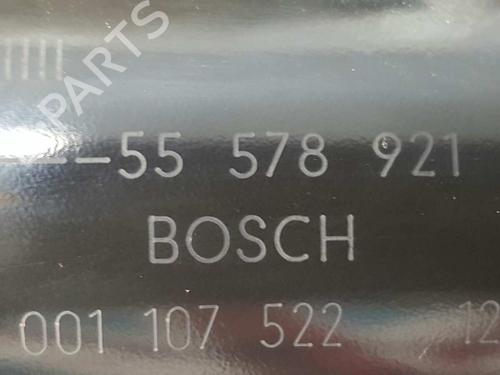 B-PARTS
---55 578 921
BOSCH
001 107 522 12